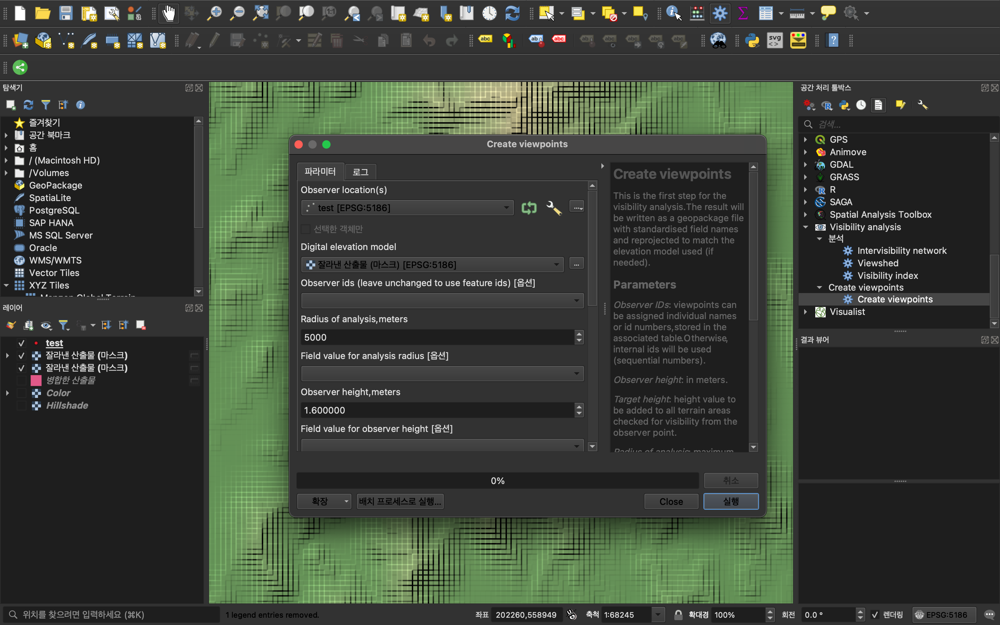 탐색기
즐겨찾기
공간 북마크
홈
/ (Macintosh HD)
/Volumes
GeoPackage
SpatiaLite
PostgreSQL
SAP HANA
MS SQL Server
Oracle
WMS/WMTS
Vector Tiles
XYZ Tiles
레이어
test
잘라낸 산출물 (마스크)
잘라낸 산출물 (마스크)
병합한 산출물
Color
Hillshade
Create viewpoints
파라미터
로그
Observer location(s)
test [EPSG:5186]
선택한 객체만
Digital elevation model
잘라낸 산출물 (마스크) [EPSG:5186]
Observer ids (leave unchanged to use feature ids) [옵션]
Radius of analysis,meters
5000
Field value for analysis radius [옵션]
Observer height,meters
1.600000
Field value for observer height [옵션]
Create viewpoints
This is the first step for the
visibility analysis.The result will
be written as a geopackage file
with standardised field names
and reprojected to match the
elevation model used (if
needed).
Parameters
Observer IDs: viewpoints can
be assigned individual names
or id numbers,stored in the
associated table.Otherwise,
internal ids will be used
(sequential numbers).
Observer height: in meters.
Target height: height value to
be added to all terrain areas
checked for visibility from the
observer point.
Radius of analysis: maximum
0%
취소
확장
배치 프로세스로 실행...
Close
실행
공간 처리 툴박스
검색...
GPS
Animove
GDAL
GRASS
R
SAGA
Spatial Analysis Toolbox
Visibility analysis
분석
Intervisibility network
Viewshed
Visibility index
Create viewpoints
Create viewpoints
Visualist
결과 뷰어
위치를 찾으려면 입력하세요 (⌘K)
1 legend entries removed.
좌표 202260,558949
축척 1:68245
확대경 100%
회전 0.0 °
렌더링
EPSG:5186